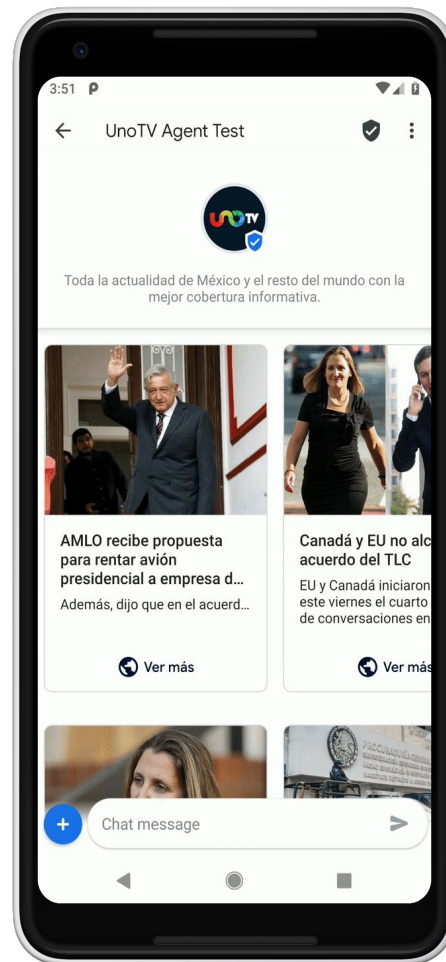 3:51
UnoTV Agent Test
UNO TV
Toda la actualidad de México y el resto del mundo con la
mejor cobertura informativa.
AMLO recibe propuesta
para rentar avión
presidencial a empresa d...
Además, dijo que en el acuerd...
Ver más
Canadá y EU no alc
acuerdo del TLC
EU y Canadá iniciaron
este viernes el cuarto
de conversaciones en
Ver más
PROCURADURÍA GENERAL
Chat message